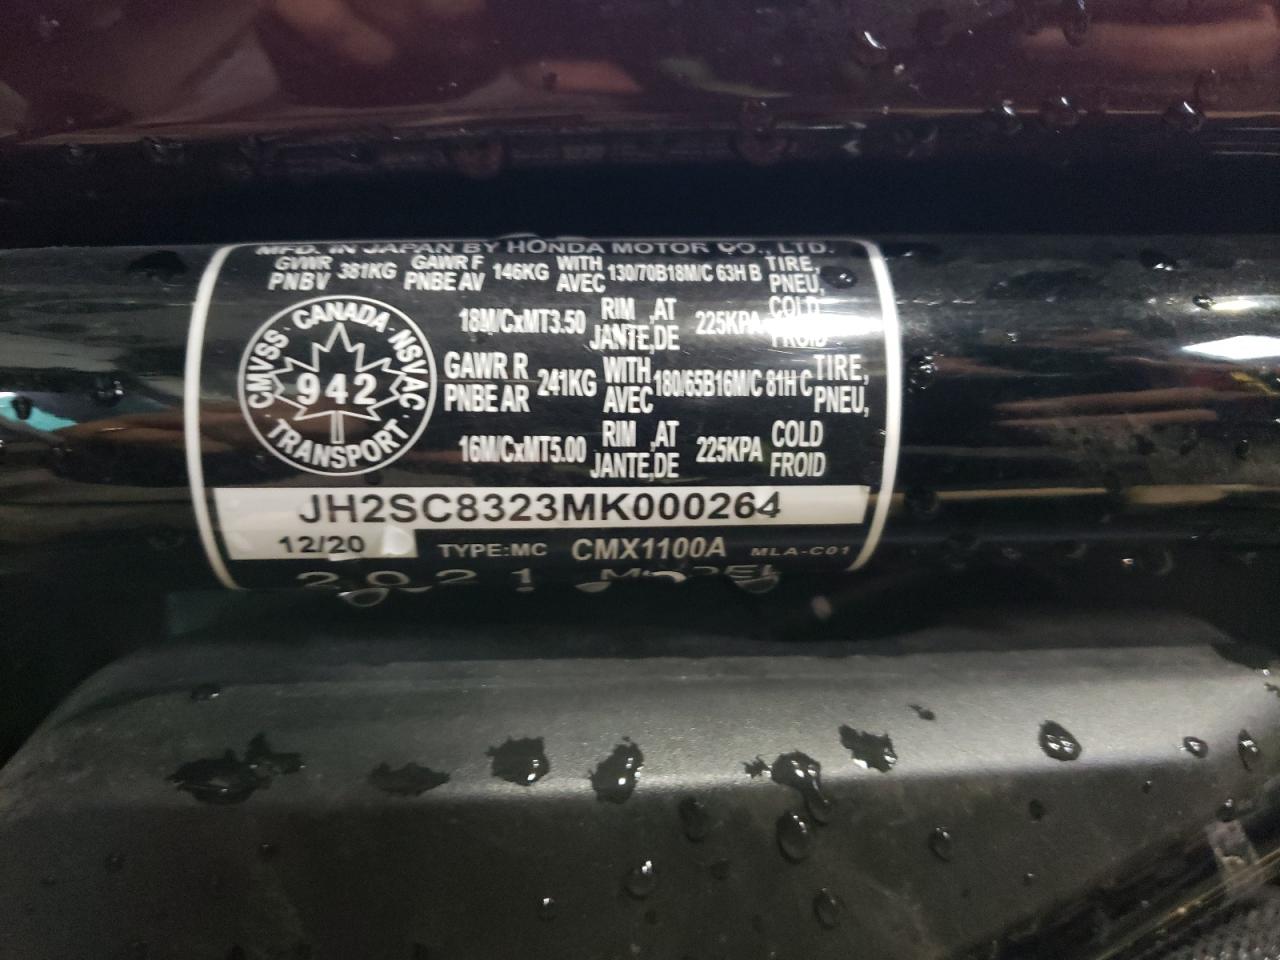 MFD. IN JAPAN BY HONDA MOTOR CO., LTD.
GVWR PNBV 381KG GAWR F PNBE AV 146KG WITH AVEC 130/70B18M/C 63H B TIRE, PNEU,
18M/CxMT3.50 RIM JANTE, ,AT DE 225KPA COLD FROID
CMVSS · CANADA · NSVAC · TRANSPORT ·
942
GAWR R PNBE AR 241KG WITH AVEC 180/65B16M/C 81H C TIRE, PNEU,
16M/CxMT5.00 RIM JANTE, ,AT DE 225KPA COLD FROID
JH2SC8323MK000264
12/20 TYPE:MC CMX1100A MLA-C01
2021 MODEL